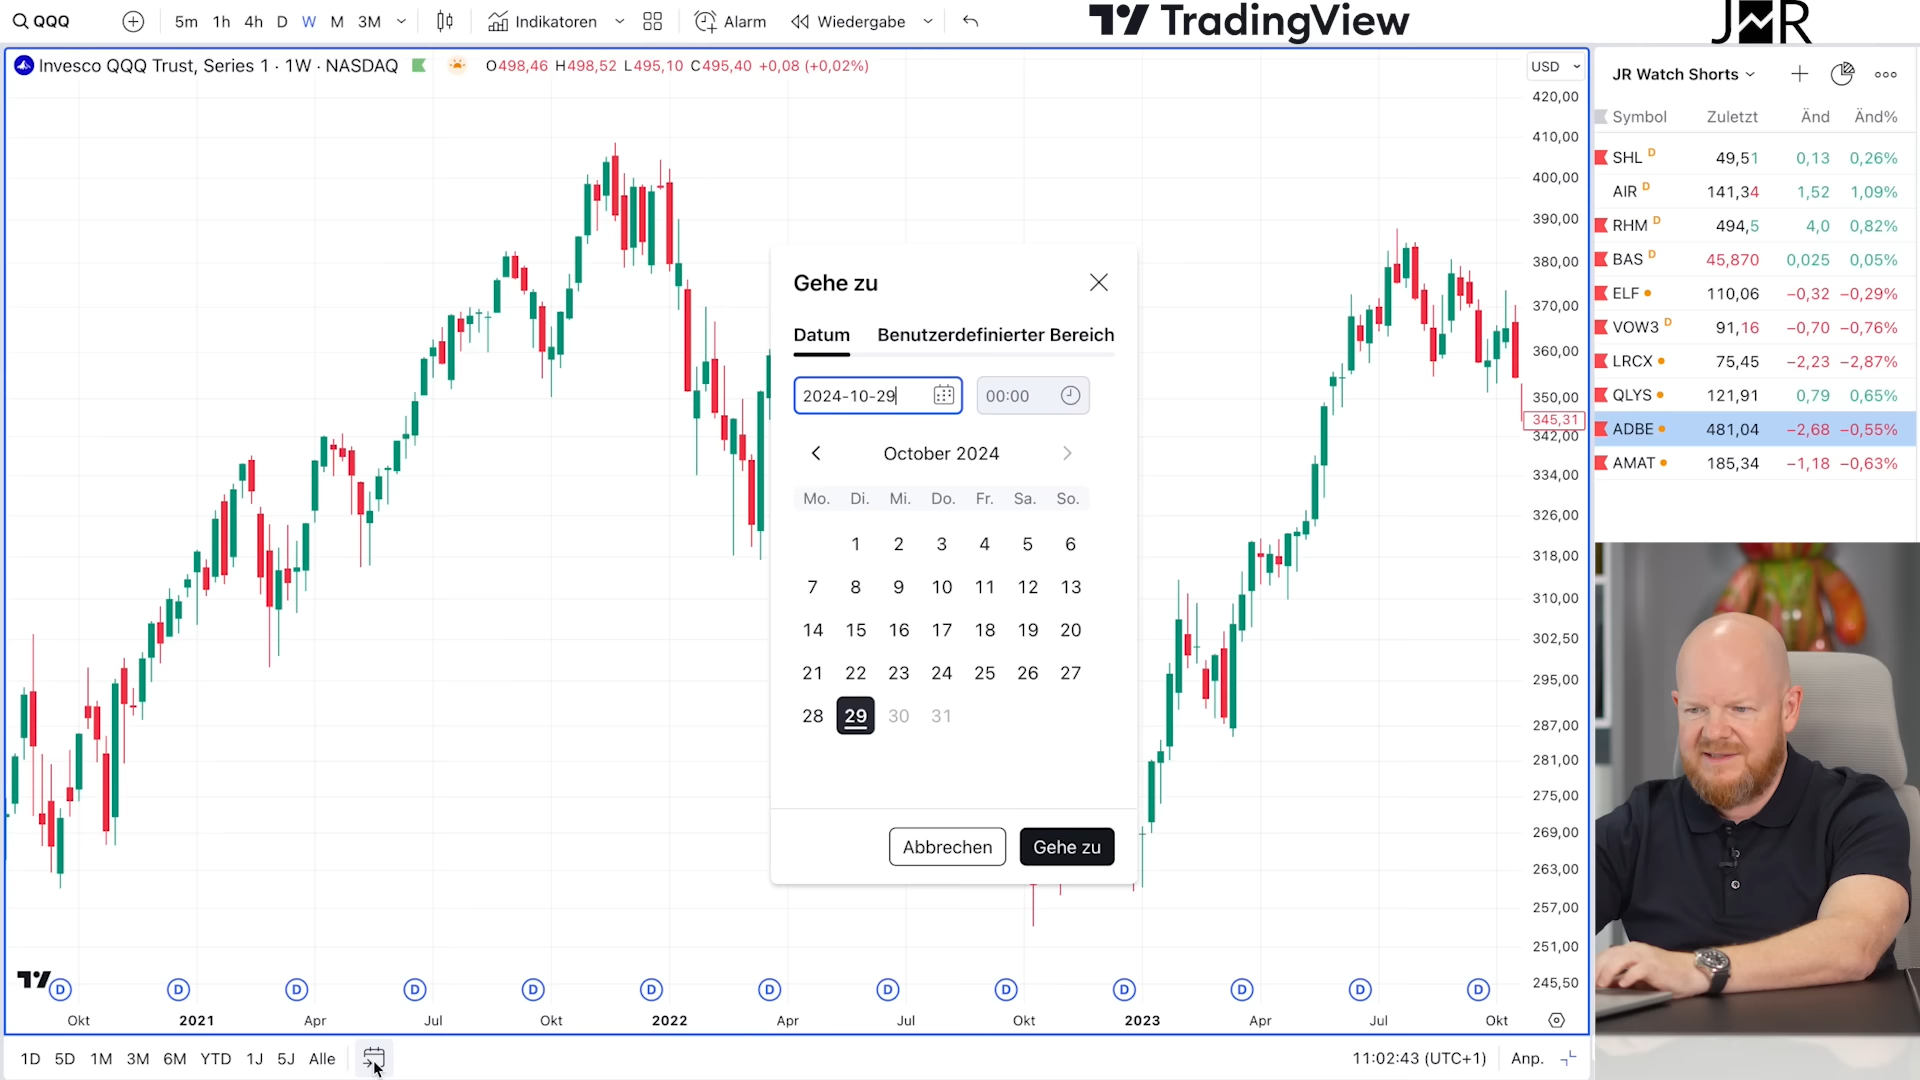 QQQ
5m 1h 4h D W M 3M
Indikatoren
Alarm
Wiedergabe
TradingView
JR
Invesco QQQ Trust, Series 1 · 1W · NASDAQ
O498,46 H498,52 L495,10 C495,40 +0,08 (+0,02%)
USD
420,00
410,00
400,00
390,00
380,00
370,00
360,00
350,00
345,31
342,00
334,00
326,00
318,00
310,00
302,50
295,00
287,00
281,00
275,00
269,00
263,00
257,00
251,00
245,50
JR Watch Shorts
Symbol Zuletzt Änd Änd%
SHL D 49,51 0,13 0,26%
AIR D 141,34 1,52 1,09%
RHM D 494,5 4,0 0,82%
BAS D 45,870 0,025 0,05%
ELF 110,06 −0,32 −0,29%
VOW3 D 91,16 −0,70 −0,76%
LRCX 75,45 −2,23 −2,87%
QLYS 121,91 0,79 0,65%
ADBE 481,04 −2,68 −0,55%
AMAT 185,34 −1,18 −0,63%
Gehe zu
Datum Benutzerdefinierter Bereich
2024-10-29 00:00
October 2024
Mo. Di. Mi. Do. Fr. Sa. So.
1 2 3 4 5 6
7 8 9 10 11 12 13
14 15 16 17 18 19 20
21 22 23 24 25 26 27
28 29 30 31
Abbrechen Gehe zu
D D D D D D D D D D D D D
Okt 2021 Apr Jul Okt 2022 Apr Jul Okt 2023 Apr Jul Okt
1D 5D 1M 3M 6M YTD 1J 5J Alle
11:02:43 (UTC+1) Anp.